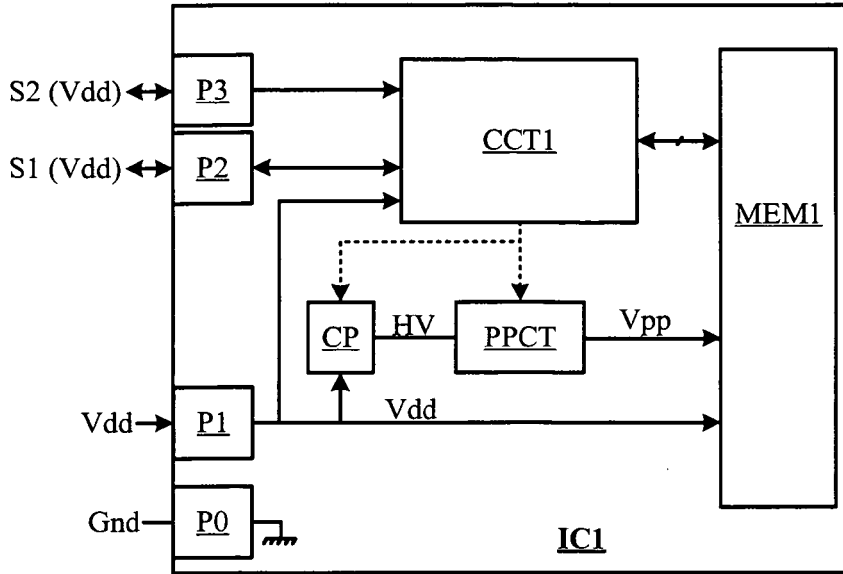 S2 (Vdd)
P3
CCT1
S1 (Vdd)
P2
MEM1
CP
HV
PPCT
Vpp
Vdd
P1
Vdd
Gnd
P0
IC1